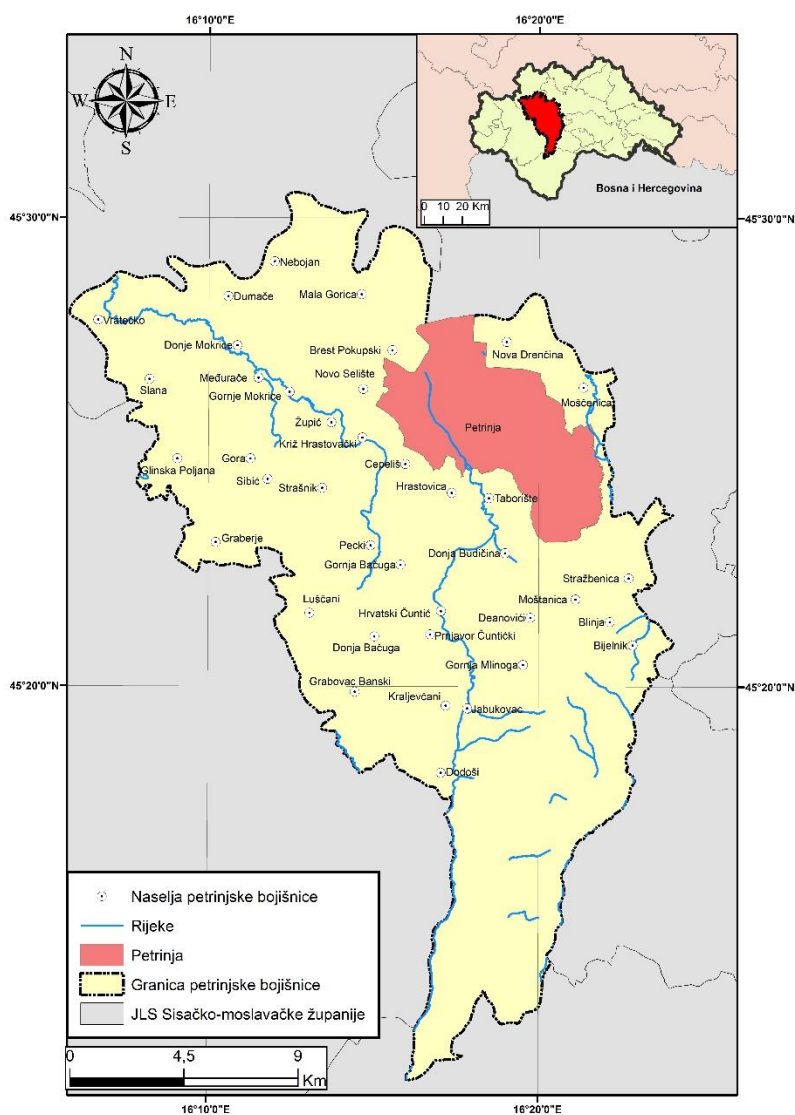 16°10'0"E
16°20'0"E
N
W
E
S
0 10 20 Km
Bosna i Hercegovina
45°30'0"N
45°30'0"N
Nebojan
Dumače
Mala Gorica
Vratečko
Donje Mokrice
Brest Pokupski
Nova Drenčina
Međurače
Novo Selište
Slana
Gornje Mokrice
Mošćenica
Župić
Petrinja
Križ Hrastovački
Gora
Cepeliš
Glinska Poljana
Sibić
Strašnik
Hrastovica
Taborište
Graberje
Pecki
Donja Budičina
Gornja Bačuga
Stražbenica
Moštanica
Luščani
Hrvatski Čuntić
Deanovići
Blinja
Donja Bačuga
Prnjavor Čuntićki
Bijelnik
Gornja Mlinoga
45°20'0"N
45°20'0"N
Grabovac Banski
Kraljevčani
Jabukovac
Dodoši
Naselja petrinjske bojišnice
Rijeke
Petrinja
Granica petrinjske bojišnice
JLS Sisačko-moslavačke županije
0 4,5 9
Km
16°10'0"E
16°20'0"E